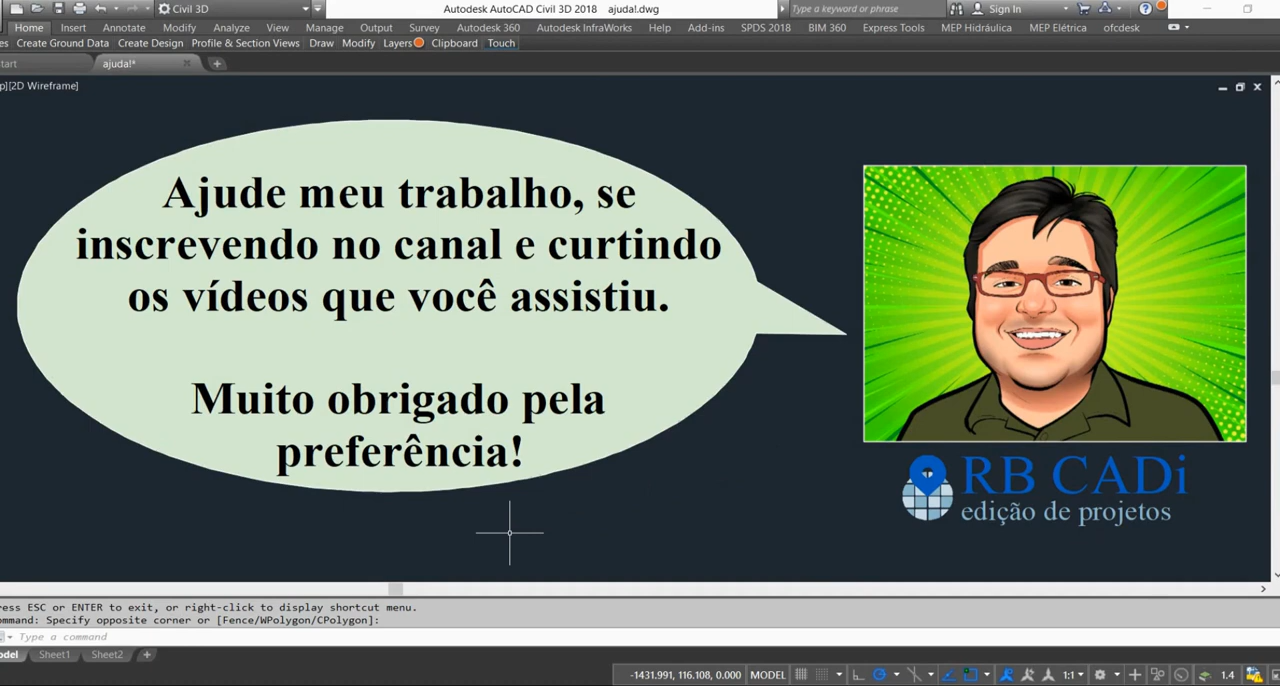 Civil 3D
Autodesk AutoCAD Civil 3D 2018 ajuda!.dwg
Type a keyword or phrase
Sign In
Home Insert Annotate Modify Analyze View Manage Output Survey Autodesk 360 Autodesk InfraWorks Help Add-ins SPDS 2018 BIM 360 Express Tools MEP Hidráulica MEP Elétrica ofcdesk
es Create Ground Data Create Design Profile & Section Views Draw Modify Layers Clipboard Touch
tart ajuda!* +
p][2D Wireframe]
Ajude meu trabalho, se
inscrevendo no canal e curtindo
os vídeos que você assistiu.
Muito obrigado pela
preferência!
RB CADi
edição de projetos
ress ESC or ENTER to exit, or right-click to display shortcut menu.
ommand: Specify opposite corner or [Fence/WPolygon/CPolygon]:
Type a command
odel Sheet1 Sheet2 +
-1431.991, 116.108, 0.000 MODEL 1:1 1.4